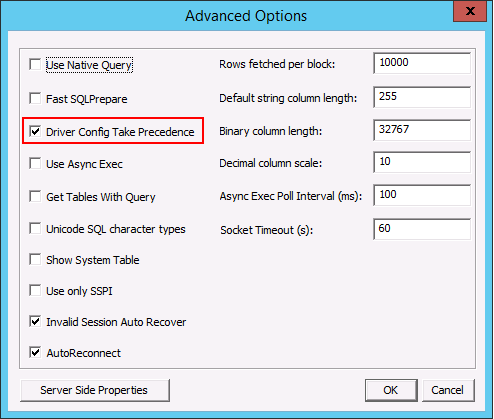 Advanced Options
x
Use Native Query
Rows fetched per block:
10000
Fast SQLPrepare
Default string column length:
255
Driver Config Take Precedence
Binary column length:
32767
Use Async Exec
Decimal column scale:
10
Get Tables With Query
Async Exec Poll Interval (ms):
100
Unicode SQL character types
Socket Timeout (s):
60
Show System Table
Use only SSPI
Invalid Session Auto Recover
AutoReconnect
Server Side Properties
OK
Cancel